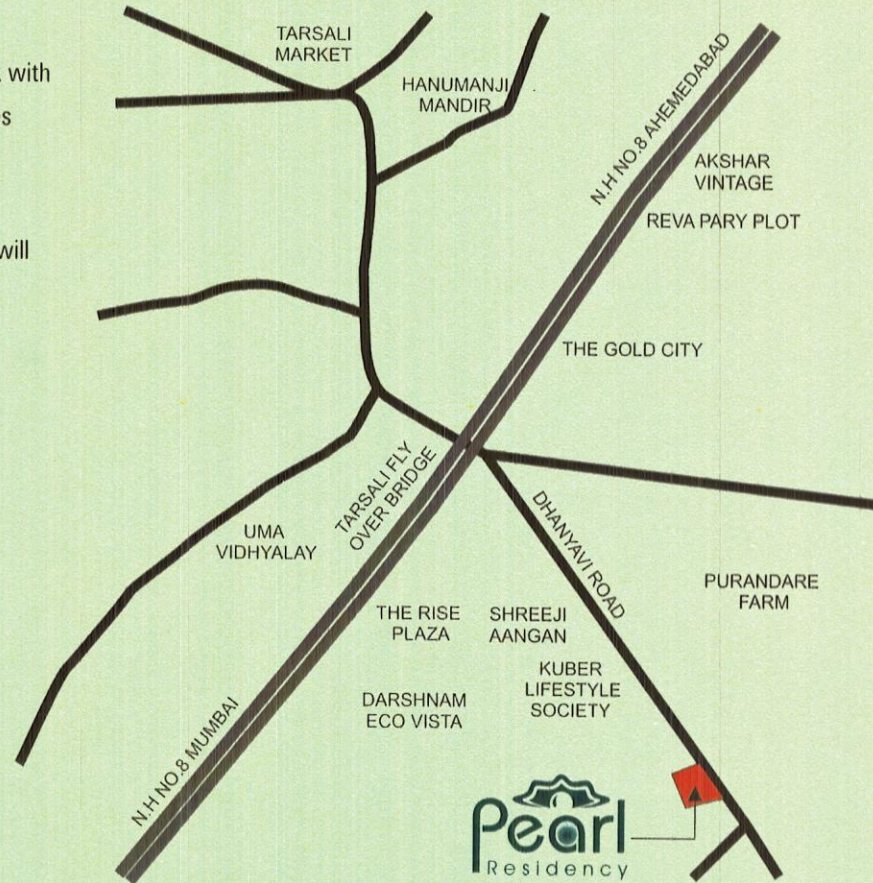 with
es
will
TARSALI
MARKET
HANUMANJI
MANDIR
N.H NO.8 AHEMEDABAD
AKSHAR
VINTAGE
REVA PARY PLOT
THE GOLD CITY
TARSALI FLY
OVER BRIDGE
UMA
VIDHYALAY
DHANYAVI ROAD
PURANDARE
FARM
THE RISE
PLAZA
SHREEJI
AANGAN
KUBER
LIFESTYLE
SOCIETY
DARSHNAM
ECO VISTA
N.H NO.8 MUMBAI
Pearl
Residency